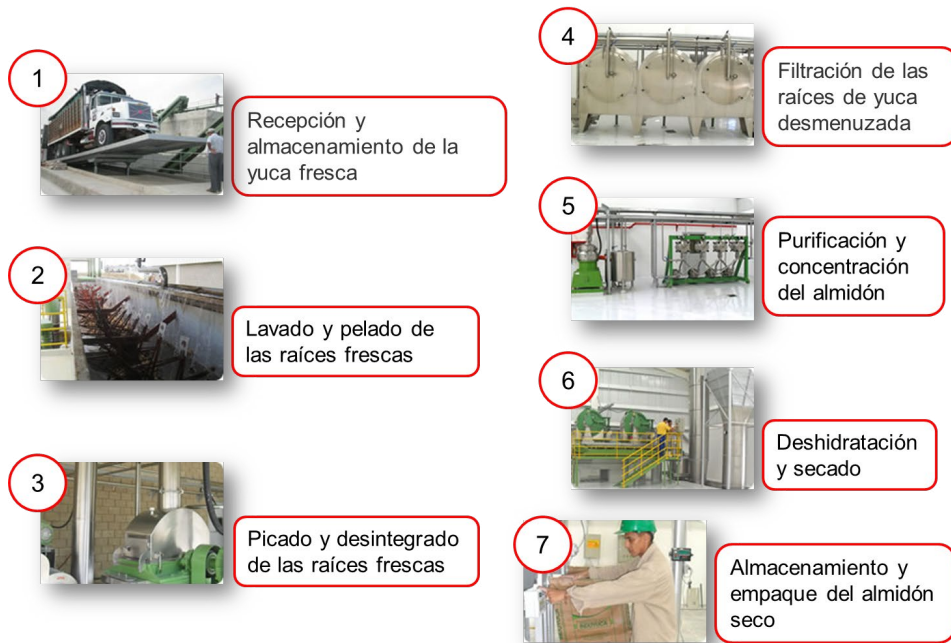 1
Recepción y
almacenamiento de la
yuca fresca
2
Lavado y pelado de
las raíces frescas
3
Picado y desintegrado
de las raíces frescas
4
Filtración de las
raíces de yuca
desmenuzada
5
Purificación y
concentración
del almidón
6
Deshidratación
y secado
7
Almacenamiento y
empaque del almidón
seco